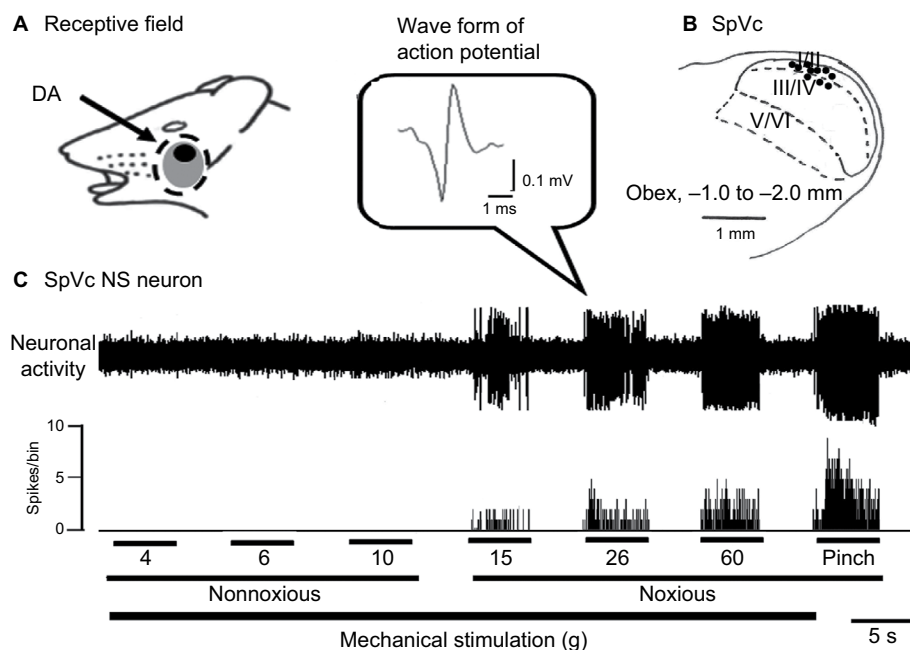 A Receptive field
DA
Wave form of
action potential
0.1 mV
1 ms
B SpVc
I/II
III/IV
V/VI
Obex, –1.0 to –2.0 mm
1 mm
C SpVc NS neuron
Neuronal
activity
Spikes/bin
10
5
0
4 6 10 15 26 60 Pinch
Nonnoxious Noxious
Mechanical stimulation (g)
5 s